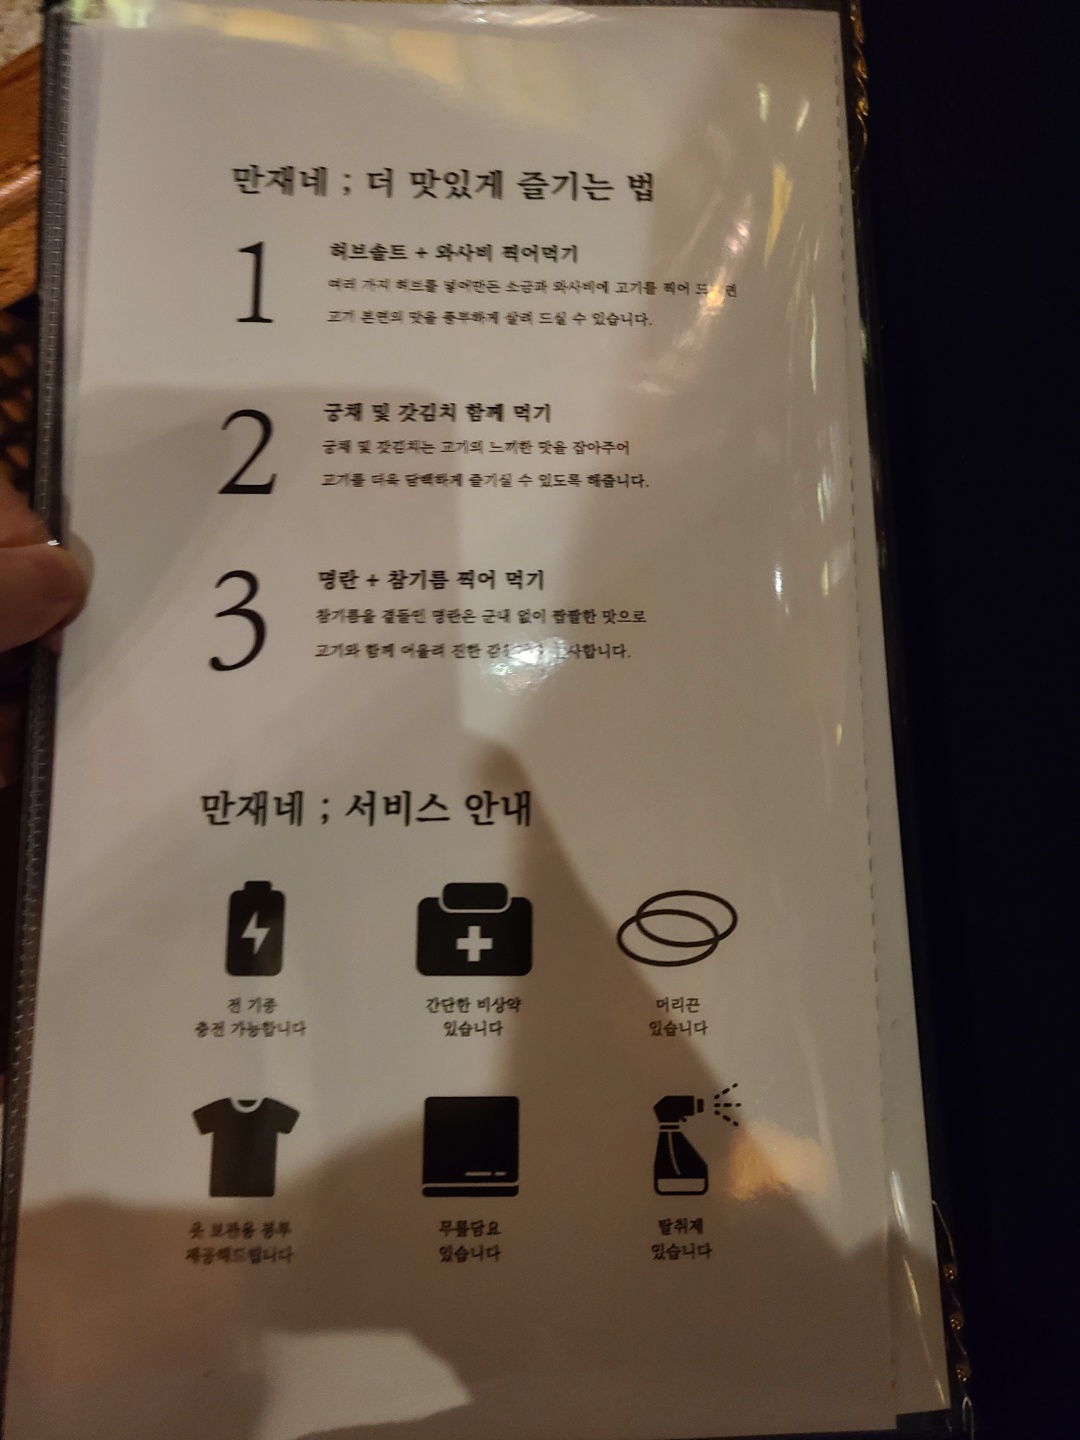 만재네 ; 더 맛있게 즐기는 법
1
허브솔트 + 와사비 찍어먹기
여러 가지 허브를 넣어만든 소금과 와사비에 고기를 찍어
고기 본연의 맛을 풍부하게 살려 드실 수 있습니다.
2
궁채 및 갓김치 함께 먹기
궁채 및 갓김치는 고기의 느끼한 맛을 잡아주어
고기를 더욱 담백하게 즐기실 수 있도록 해줍니다.
3
명란 + 참기름 찍어 먹기
참기름을 곁들인 명란은 군내 없이 짭짤한 맛으로
고기와 함께 어울려 진한
만재네 ; 서비스 안내
전 기종
충전 가능합니다
간단한 비상약
있습니다
머리끈
있습니다
옷 보관용 봉투
제공해드립니다
무릎담요
있습니다
탈취제
있습니다